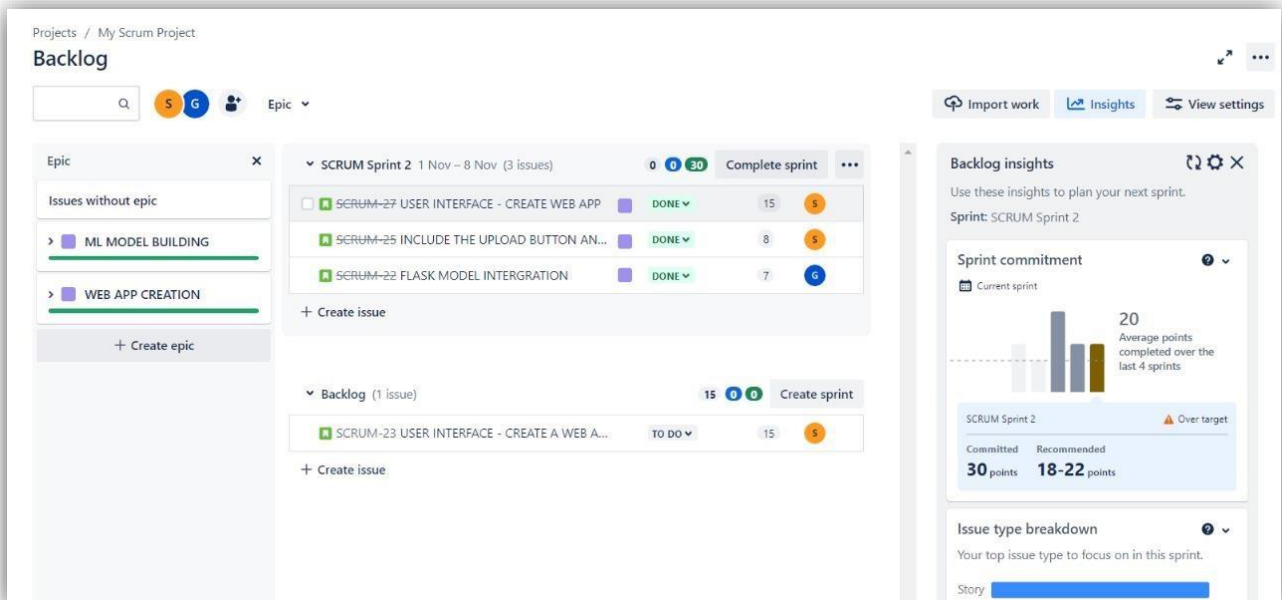 Projects / My Scrum Project
Backlog
S G Epic
Import work Insights View settings
Epic
Issues without epic
ML MODEL BUILDING
WEB APP CREATION
+ Create epic
SCRUM Sprint 2 1 Nov – 8 Nov (3 issues) 0 0 30 Complete sprint
SCRUM-27 USER INTERFACE - CREATE WEB APP DONE 15 S
SCRUM-25 INCLUDE THE UPLOAD BUTTON AN... DONE 8 S
SCRUM-22 FLASK MODEL INTERGRATION DONE 7 G
+ Create issue
Backlog (1 issue) 15 0 0 Create sprint
SCRUM-23 USER INTERFACE - CREATE A WEB A... TO DO 15 S
+ Create issue
Backlog insights
Use these insights to plan your next sprint.
Sprint: SCRUM Sprint 2
Sprint commitment
Current sprint
20
Average points
completed over the
last 4 sprints
SCRUM Sprint 2 Over target
Committed Recommended
30 points 18-22 points
Issue type breakdown
Your top issue type to focus on in this sprint.
Story